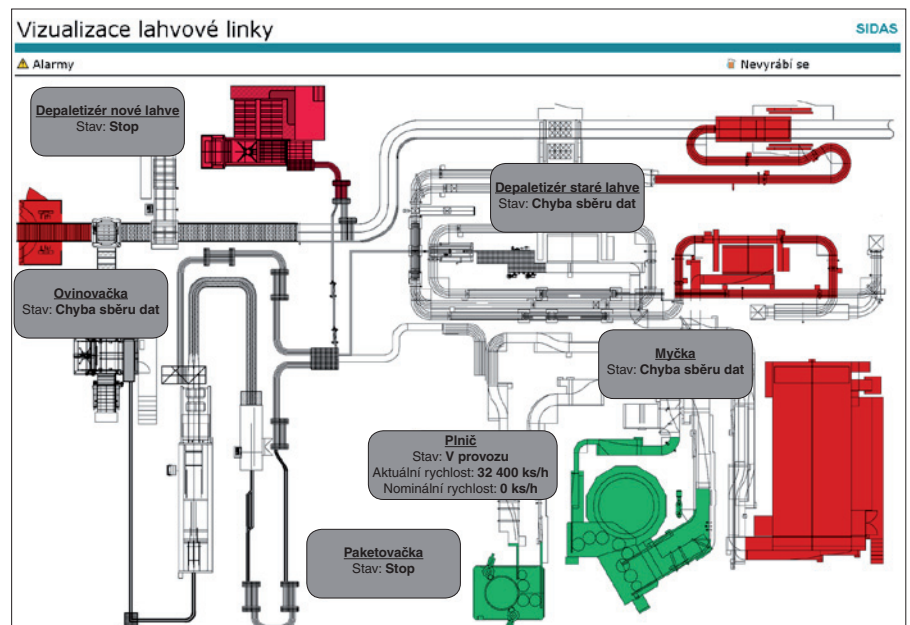 Vizualizace lahvové linky
SIDAS
Alarmy
Nevyrábí se
Depaletizér nové lahve
Stav: Stop
Depaletizér staré lahve
Stav: Chyba sběru dat
Ovinovačka
Stav: Chyba sběru dat
Myčka
Stav: Chyba sběru dat
Plnič
Stav: V provozu
Aktuální rychlost: 32 400 ks/h
Nominální rychlost: 0 ks/h
Paketovačka
Stav: Stop